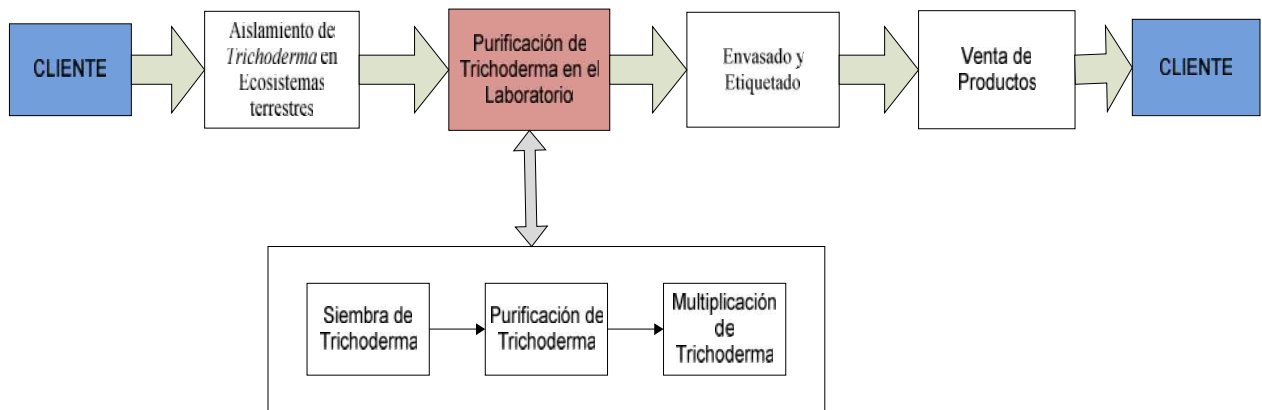 CLIENTE
Aislamiento de
Trichoderma en
Ecosistemas
terrestres
Purificación de
Trichoderma en el
Laboratorio
Envasado y
Etiquetado
Venta de
Productos
CLIENTE
Siembra de
Trichoderma
Purificación de
Trichoderma
Multiplicación
de
Trichoderma